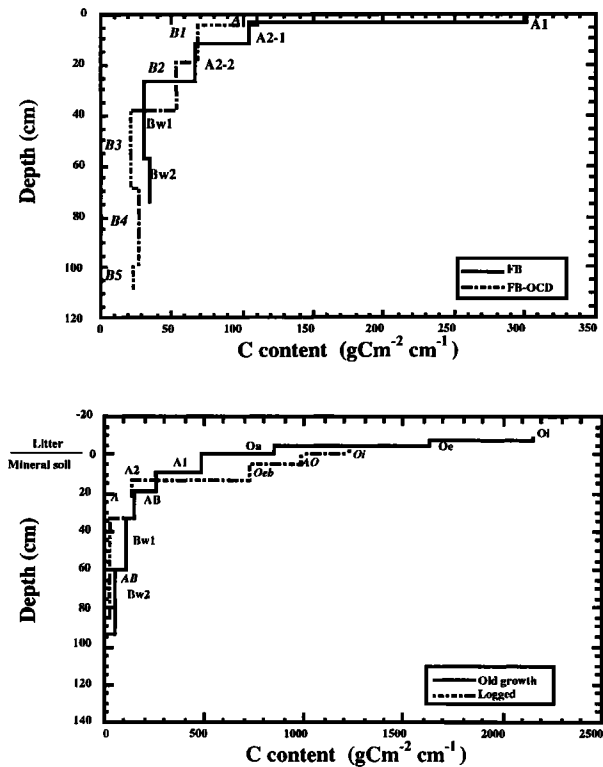 0
20
40
60
80
100
120
Depth (cm)
B1
A
A1
A2-1
B2
A2-2
Bw1
B3
Bw2
B4
B5
FB
FB-OCD
0 50 100 150 200 250 300 350
C content (gCm-2 cm-1)
-20
0
20
40
60
80
100
120
140
Litter
Mineral soil
Depth (cm)
Oi
Oa
Oe
AO
Oi
A1
Oeb
A2
A
AB
Bw1
AB
Bw2
Old growth
Logged
0 500 1000 1500 2000 2500
C content (gCm-2 cm-1)